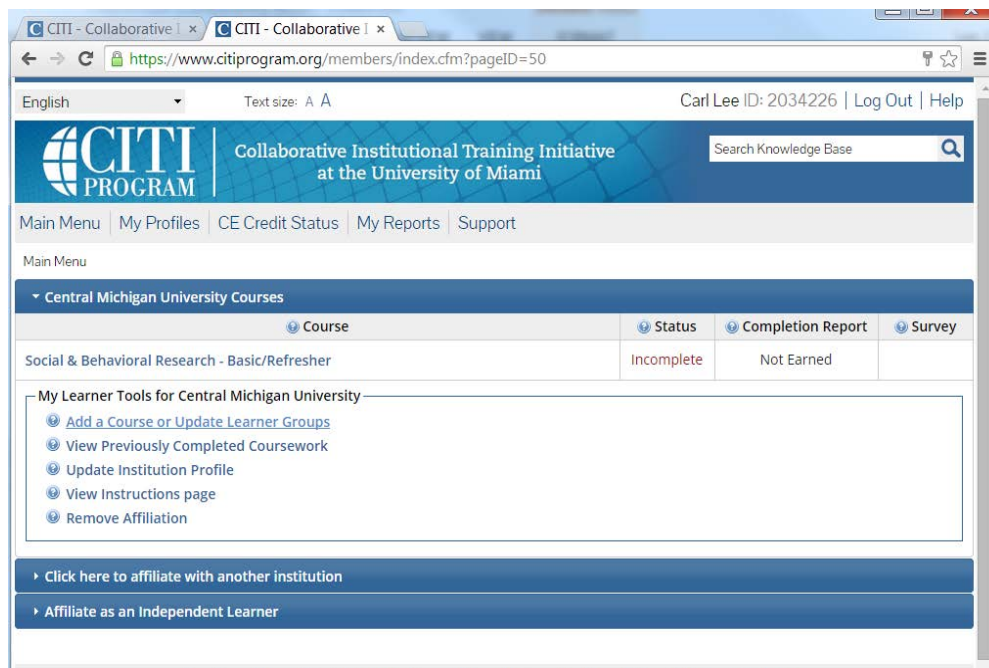 CITI - Collaborative I × CITI - Collaborative I ×
https://www.citiprogram.org/members/index.cfm?pageID=50
English Text size: A A Carl Lee ID: 2034226 | Log Out | Help
CITI PROGRAM Collaborative Institutional Training Initiative at the University of Miami Search Knowledge Base
Main Menu My Profiles CE Credit Status My Reports Support
Main Menu
Central Michigan University Courses
Course Status Completion Report Survey
Social & Behavioral Research - Basic/Refresher Incomplete Not Earned
My Learner Tools for Central Michigan University
Add a Course or Update Learner Groups
View Previously Completed Coursework
Update Institution Profile
View Instructions page
Remove Affiliation
Click here to affiliate with another institution
Affiliate as an Independent Learner